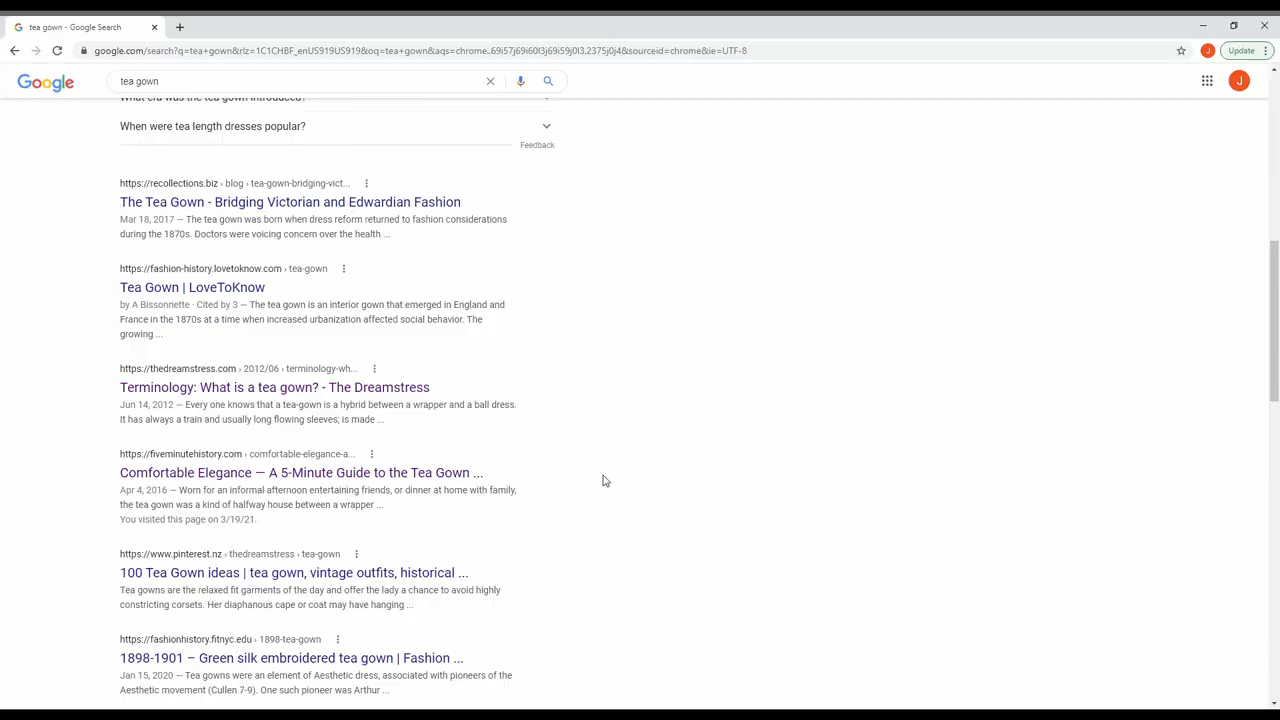 tea gown - Google Search
google.com/search?q=tea+gown&rlz=1C1CHBF_enUS919US919&oq=tea+gown&aqs=chrome..69i57j69i60l3j69i59j0l3.2375j0j4&sourceid=chrome&ie=UTF-8
J
Update
Google
tea gown
J
What era was the tea gown introduced?
When were tea length dresses popular?
Feedback
https://recollections.biz › blog › tea-gown-bridging-vict...
The Tea Gown - Bridging Victorian and Edwardian Fashion
Mar 18, 2017 — The tea gown was born when dress reform returned to fashion considerations
during the 1870s. Doctors were voicing concern over the health ...
https://fashion-history.lovetoknow.com › tea-gown
Tea Gown | LoveToKnow
by A Bissonnette · Cited by 3 — The tea gown is an interior gown that emerged in England and
France in the 1870s at a time when increased urbanization affected social behavior. The
growing ...
https://thedreamstress.com › 2012/06 › terminology-wh...
Terminology: What is a tea gown? - The Dreamstress
Jun 14, 2012 — Every one knows that a tea-gown is a hybrid between a wrapper and a ball dress.
It has always a train and usually long flowing sleeves; is made ...
https://fiveminutehistory.com › comfortable-elegance-a...
Comfortable Elegance — A 5-Minute Guide to the Tea Gown ...
Apr 4, 2016 — Worn for an informal afternoon entertaining friends, or dinner at home with family,
the tea gown was a kind of halfway house between a wrapper ...
You visited this page on 3/19/21.
https://www.pinterest.nz › thedreamstress › tea-gown
100 Tea Gown ideas | tea gown, vintage outfits, historical ...
Tea gowns are the relaxed fit garments of the day and offer the lady a chance to avoid highly
constricting corsets. Her diaphanous cape or coat may have hanging ...
https://fashionhistory.fitnyc.edu › 1898-tea-gown
1898-1901 – Green silk embroidered tea gown | Fashion ...
Jan 15, 2020 — Tea gowns were an element of Aesthetic dress, associated with pioneers of the
Aesthetic movement (Cullen 7-9). One such pioneer was Arthur ...